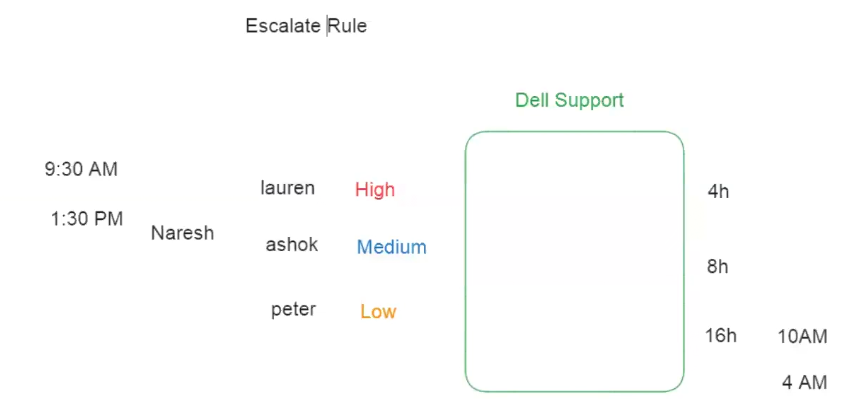 Escalate Rule
Dell Support
9:30 AM
lauren High 4h
1:30 PM
Naresh
ashok Medium
8h
peter Low
16h 10AM
4 AM